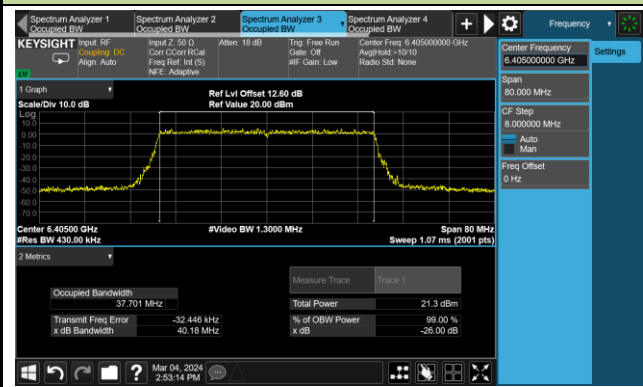 Spectrum Analyzer 1
Occupied BW
Spectrum Analyzer 2
Occupied BW
Spectrum Analyzer 3
Occupied BW
Spectrum Analyzer 4
Occupied BW
Frequency
KEYSIGHT
Input: RF
Coupling: DC
Align: Auto
Input Z: 50 Ω
Corr CCorr RCal
Freq Ref: Int (S)
NFE: Adaptive
Atten: 18 dB
Trig: Free Run
Gate: Off
#IF Gain: Low
Center Freq: 6.405000000 GHz
Avg|Hold:>10/10
Radio Std: None
Center Frequency
6.405000000 GHz
Settings
Span
80.000 MHz
CF Step
8.000000 MHz
Auto
Man
Freq Offset
0 Hz
1 Graph
Scale/Div 10.0 dB
Ref Lvl Offset 12.60 dB
Ref Value 20.00 dBm
Log
10.0
0.00
-10.0
-20.0
-30.0
-40.0
-50.0
-60.0
-70.0
Center 6.40500 GHz
#Res BW 430.00 kHz
#Video BW 1.3000 MHz
Span 80 MHz
Sweep 1.07 ms (2001 pts)
2 Metrics
Measure Trace
Trace 1
Occupied Bandwidth
37.701 MHz
Total Power
21.3 dBm
Transmit Freq Error
-32.446 kHz
% of OBW Power
99.00 %
x dB Bandwidth
40.18 MHz
x dB
-26.00 dB
Mar 04, 2024
2:53:14 PM